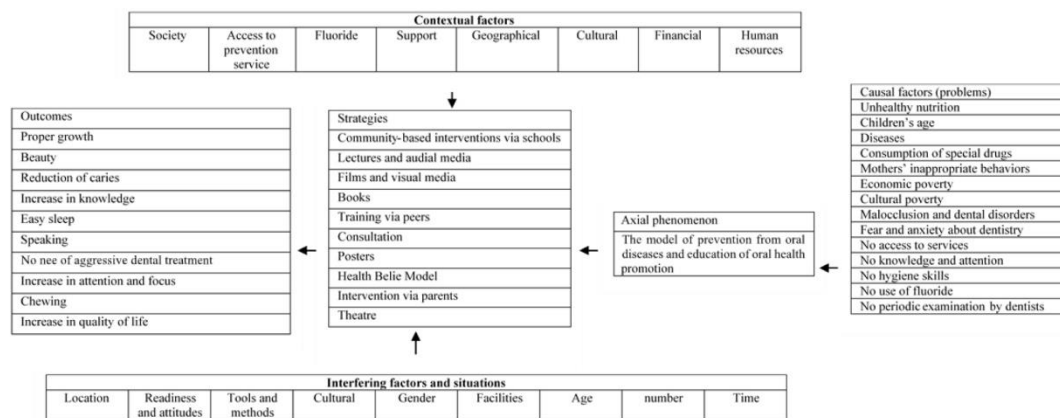 Contextual factors
Society Access to prevention service Fluoride Support Geographical Cultural Financial Human resources
Outcomes
Proper growth
Beauty
Reduction of caries
Increase in knowledge
Easy sleep
Speaking
No nee of aggressive dental treatment
Increase in attention and focus
Chewing
Increase in quality of life
Strategies
Community-based interventions via schools
Lectures and audial media
Films and visual media
Books
Training via peers
Consultation
Posters
Health Belie Model
Intervention via parents
Theatre
Axial phenomenon
The model of prevention from oral
diseases and education of oral health
promotion
Causal factors (problems)
Unhealthy nutrition
Children's age
Diseases
Consumption of special drugs
Mothers' inappropriate behaviors
Economic poverty
Cultural poverty
Malocclusion and dental disorders
Fear and anxiety about dentistry
No access to services
No knowledge and attention
No hygiene skills
No use of fluoride
No periodic examination by dentists
Interfering factors and situations
Location Readiness and attitudes Tools and methods Cultural Gender Facilities Age number Time